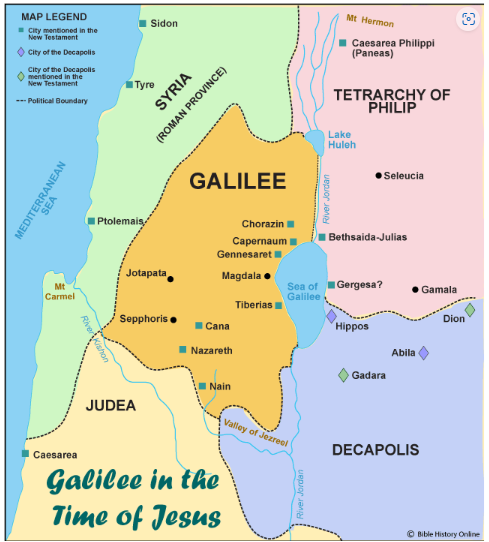 MAP LEGEND
City mentioned in the
New Testament
City of the Decapolis
City of the Decapolis
mentioned in the
New Testament
Political Boundary
Sidon
Mt Hermon
Caesarea Philippi
(Paneas)
Tyre
SYRIA
(ROMAN PROVINCE)
TETRARCHY
OF PHILIP
Lake
Huleh
MEDITERRANEAN
SEA
GALILEE
River Jordan
Seleucia
Ptolemais
Chorazin
Capernaum
Bethsaida-Julias
Gennesaret
Jotapata
Magdala
Sea of
Galilee
Gergesa?
Gamala
Mt
Carmel
Tiberias
Sepphoris
Cana
Hippos
Dion
River Kishon
Nazareth
Abila
Gadara
Nain
JUDEA
Valley of Jezreel
DECAPOLIS
Caesarea
River Jordan
Galilee in the
Time of Jesus
© Bible History Online